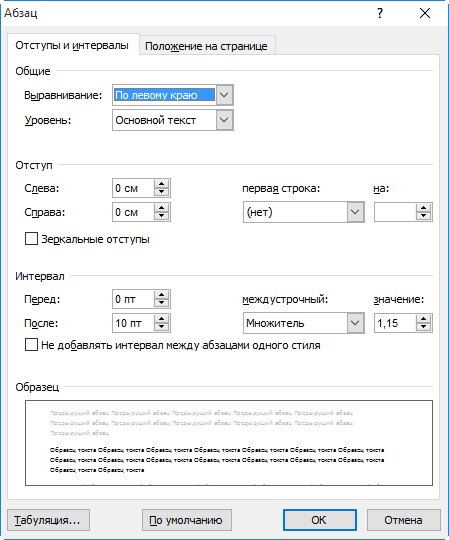 Абзац ?
Отступы и интервалы Положение на странице
Общие
Выравнивание: По левому краю
Уровень: Основной текст
Отступ
Слева: 0 см первая строка: на:
Справа: 0 см (нет)
Зеркальные отступы
Интервал
Перед: 0 пт междустрочный: значение:
После: 10 пт Множитель 1,15
Не добавлять интервал между абзацами одного стиля
Образец
Предыдущий абзац Предыдущий абзац Предыдущий абзац Предыдущий абзац Предыдущий абзац
Предыдущий абзац Предыдущий абзац Предыдущий абзац Предыдущий абзац Предыдущий абзац
Предыдущий абзац
Образец текста Образец текста Образец текста Образец текста Образец текста Образец текста Образец текста
Образец текста Образец текста Образец текста Образец текста Образец текста Образец текста Образец текста
Образец текста Образец текста
Табуляция... По умолчанию ОК Отмена